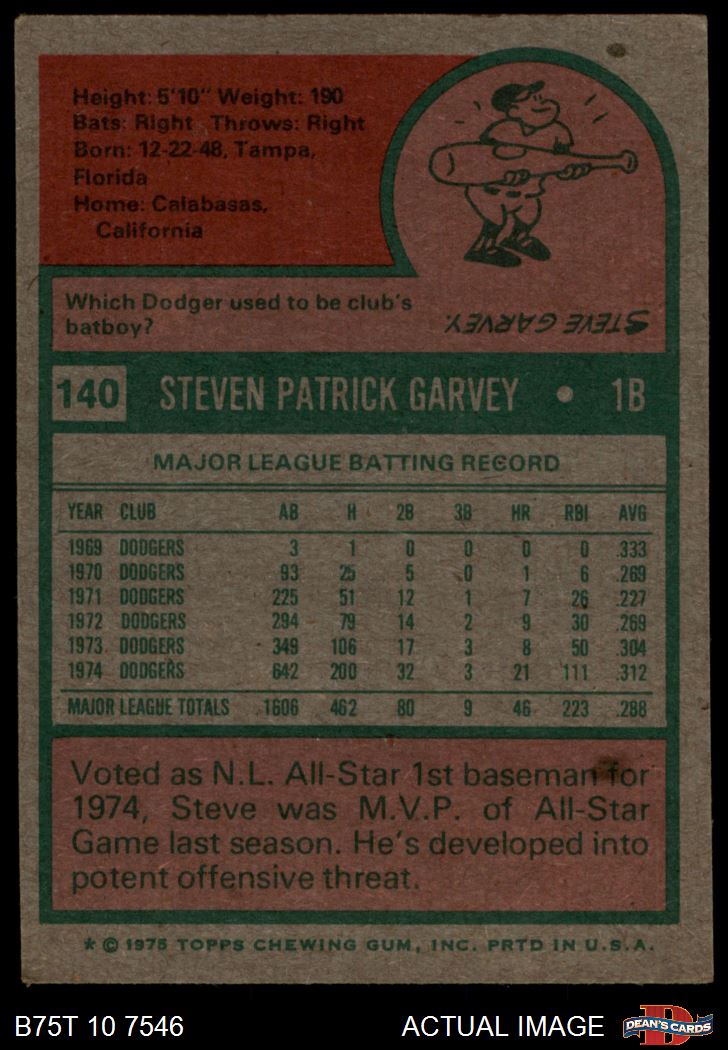 Height: 5'10" Weight: 190
Bats: Right Throws: Right
Born: 12-22-48, Tampa,
Florida
Home: Calabasas,
California
Which Dodger used to be club's
batboy?
STEVE GARVEY.
140 STEVEN PATRICK GARVEY • 1B
MAJOR LEAGUE BATTING RECORD
YEAR CLUB AB H 2B 3B HR RBI AVG
1969 DODGERS 3 1 0 0 0 0 .333
1970 DODGERS 93 25 5 0 1 6 .269
1971 DODGERS 225 51 12 1 7 26 .227
1972 DODGERS 294 79 14 2 9 30 .269
1973 DODGERS 349 106 17 3 8 50 .304
1974 DODGERS 642 200 32 3 21 111 .312
MAJOR LEAGUE TOTALS 1606 462 80 9 46 223 .288
Voted as N.L. All-Star 1st baseman for
1974, Steve was M.V.P. of All-Star
Game last season. He's developed into
potent offensive threat.
* © 1975 TOPPS CHEWING GUM, INC. PRTD IN U.S.A.
B75T 10 7546 ACTUAL IMAGE
D
DEAN'S CARDS